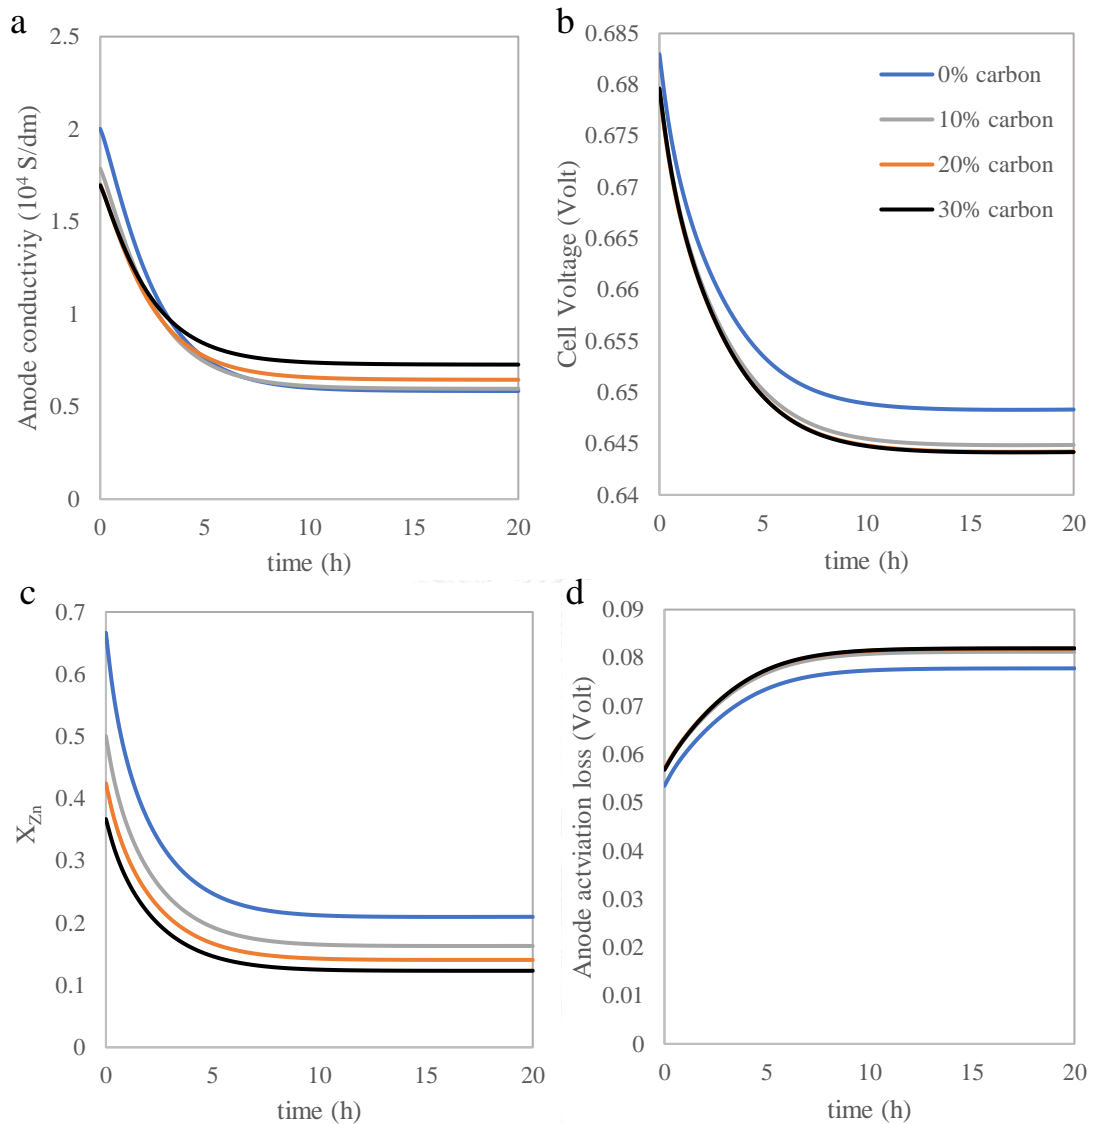 a
2.5
2
1.5
1
0.5
0
Anode conductiviy (10⁴ S/dm)
0 5 10 15 20
time (h)
b
0.685
0.68
0.675
0.67
0.665
0.66
0.655
0.65
0.645
0.64
Cell Voltage (Volt)
0% carbon
10% carbon
20% carbon
30% carbon
0 5 10 15 20
time (h)
c
0.7
0.6
0.5
0.4
0.3
0.2
0.1
0
X_Zn
0 5 10 15 20
time (h)
d
0.09
0.08
0.07
0.06
0.05
0.04
0.03
0.02
0.01
0
Anode actviation loss (Volt)
0 5 10 15 20
time (h)